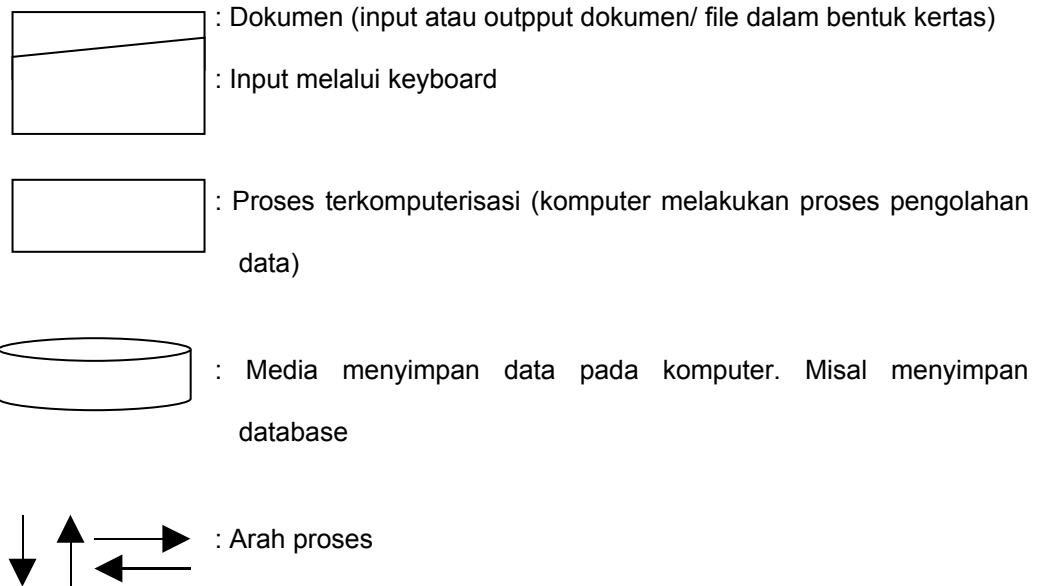 : Dokumen (input atau outpput dokumen/ file dalam bentuk kertas)
: Input melalui keyboard
: Proses terkomputerisasi (komputer melakukan proses pengolahan
data)
: Media menyimpan data pada komputer. Misal menyimpan
database
: Arah proses